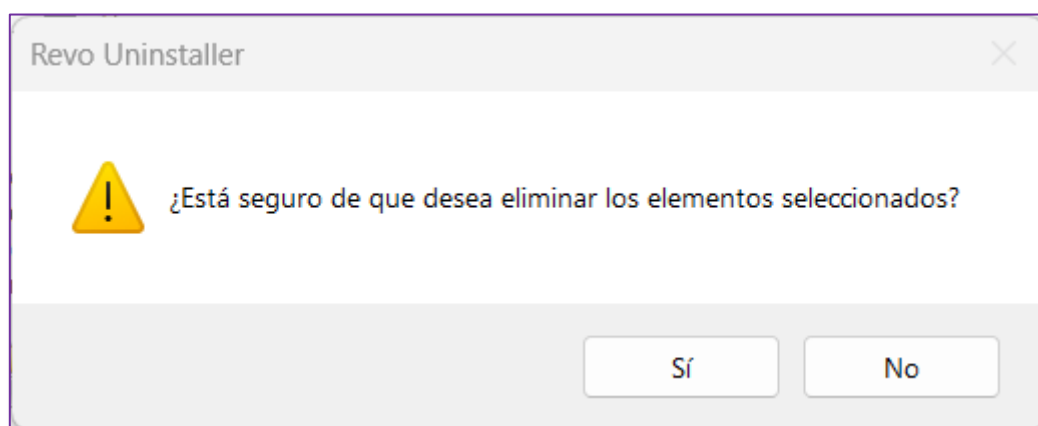 Revo Uninstaller
¿Está seguro de que desea eliminar los elementos seleccionados?
Sí
No